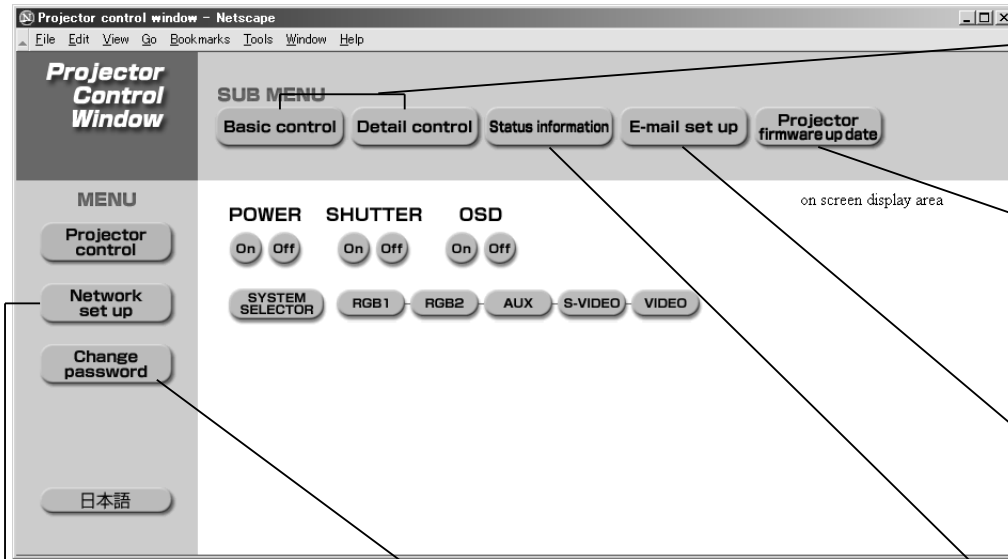 Projector control window - Netscape
File Edit View Go Bookmarks Tools Window Help
Projector
Control
Window
SUB MENU
Basic control Detail control Status information E-mail set up Projector
firmware up date
MENU
Projector
control
Network
set up
Change
password
日本語
on screen display area
POWER SHUTTER OSD
On Off On Off On Off
SYSTEM
SELECTOR
RGB1 RGB2 AUX S-VIDEO VIDEO